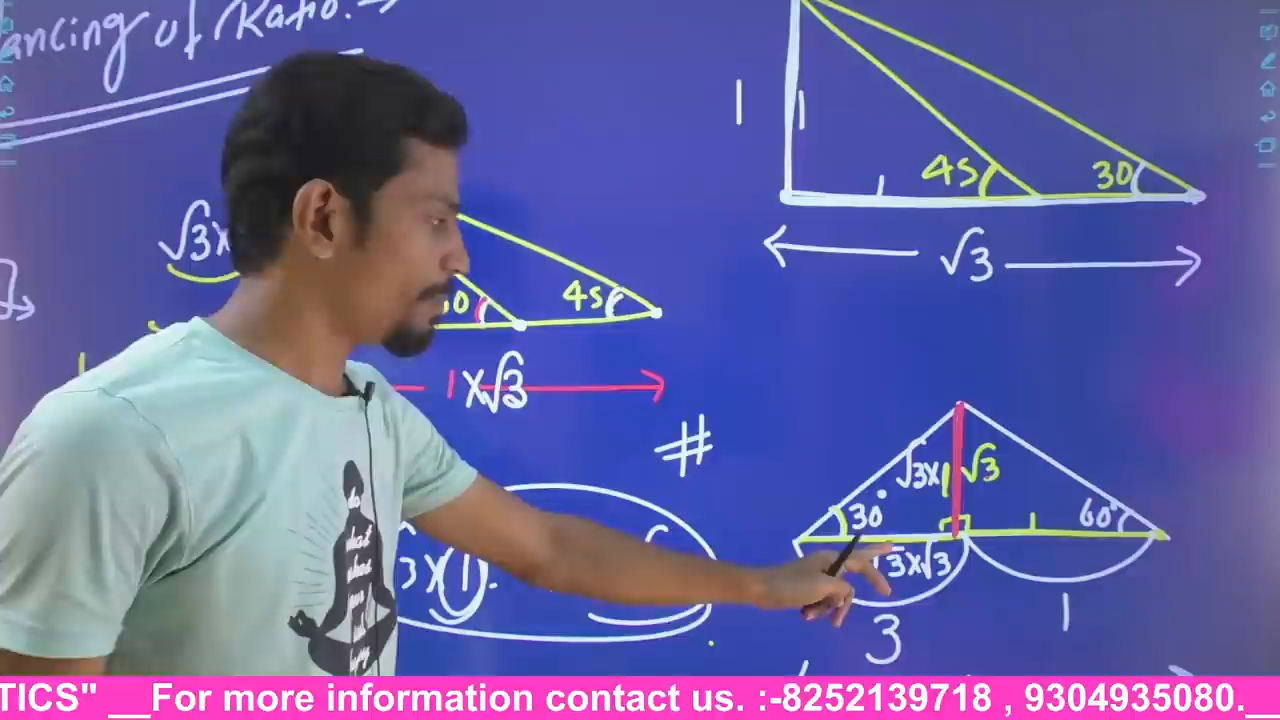 of Ratio. →
1
1
45
30
√3
√3x
45
1x√3
#
√3x1
√3
30°
60°
x(1)
3x√3
3
1
TICS" __For more information contact us. :-8252139718 , 9304935080.__